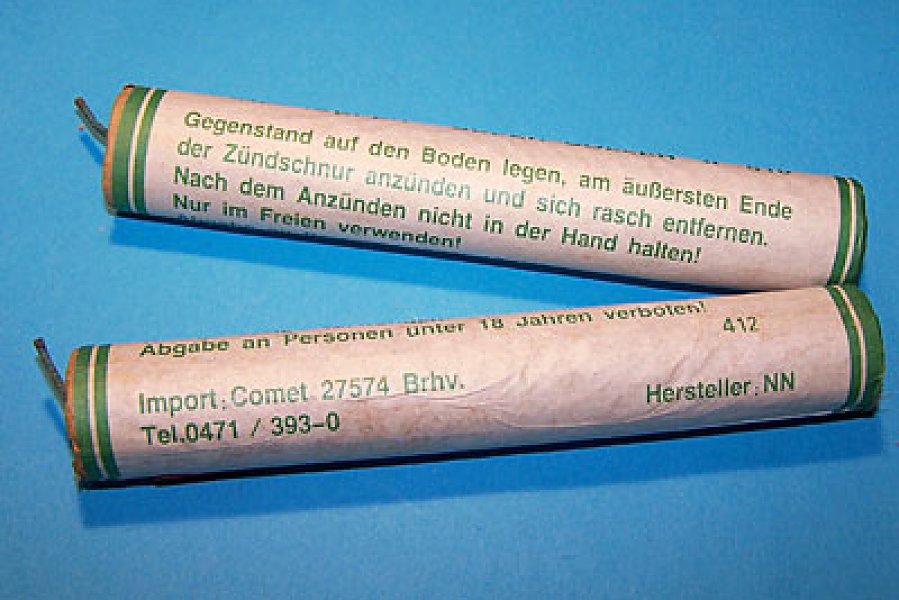 Gegenstand auf den Boden legen, am äußersten Ende
der Zündschnur anzünden und sich rasch entfernen.
Nach dem Anzünden nicht in der Hand halten!
Nur im Freien verwenden!
Abgabe an Personen unter 18 Jahren verboten!
412
Import: Comet 27574 Brhv.
Hersteller: NN
Tel.0471 / 393-0